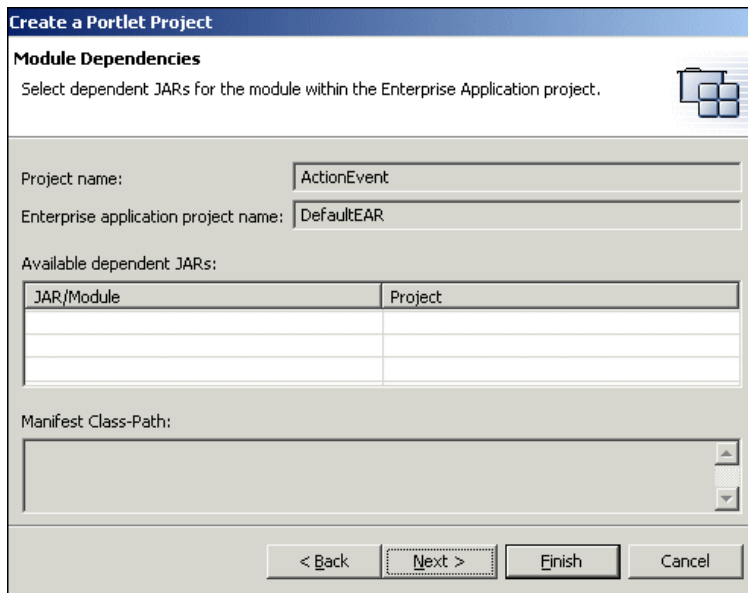 Create a Portlet Project
Module Dependencies
Select dependent JARs for the module within the Enterprise Application project.
Project name: ActionEvent
Enterprise application project name: DefaultEAR
Available dependent JARs:
JAR/Module Project
Manifest Class-Path:
< Back Next > Finish Cancel